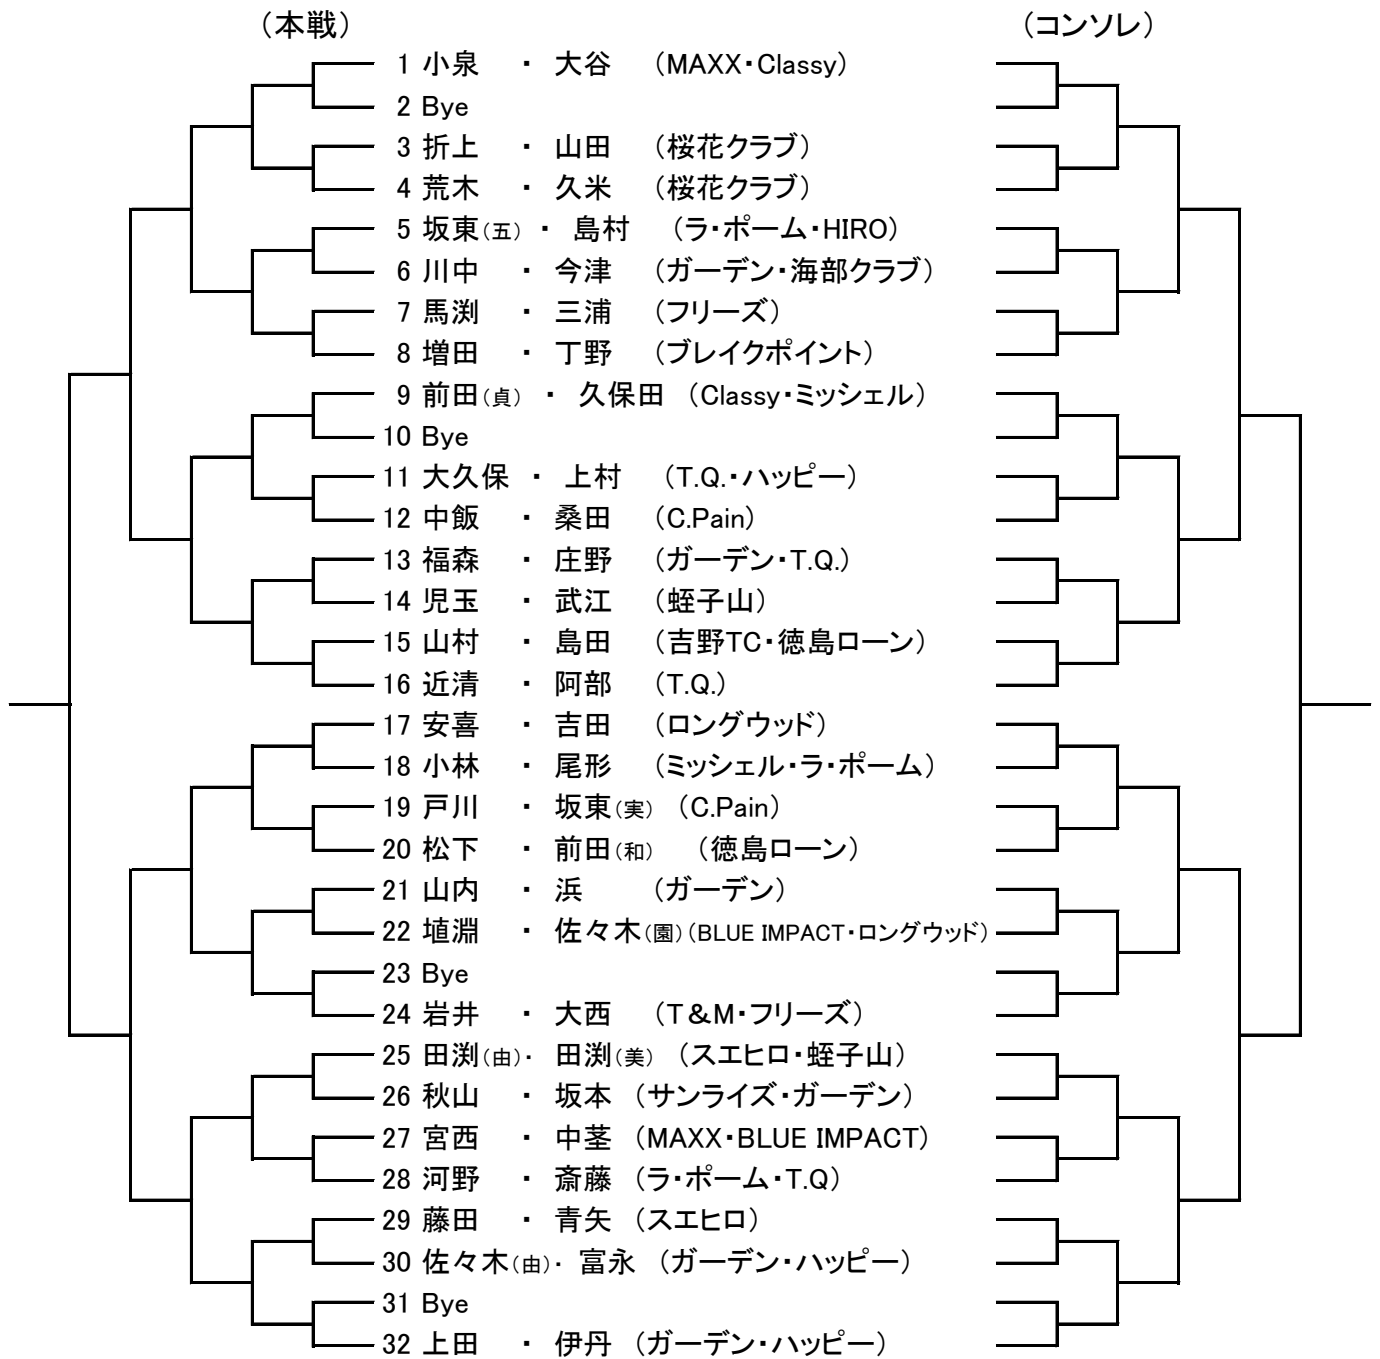 （本戦） （コンソレ）
1 小泉 ・ 大谷 （MAXX・Classy）
2 Bye
3 折上 ・ 山田 （桜花クラブ）
4 荒木 ・ 久米 （桜花クラブ）
5 坂東（五） ・ 島村 （ラ・ポーム・HIRO）
6 川中 ・ 今津 （ガーデン・海部クラブ）
7 馬渕 ・ 三浦 （フリーズ）
8 増田 ・ 丁野 （ブレイクポイント）
9 前田（貞） ・ 久保田 （Classy・ミッシェル）
10 Bye
11 大久保 ・ 上村 （T.Q.・ハッピー）
12 中飯 ・ 桑田 （C.Pain）
13 福森 ・ 庄野 （ガーデン・T.Q.）
14 児玉 ・ 武江 （蛭子山）
15 山村 ・ 島田 （吉野TC・徳島ローン）
16 近清 ・ 阿部 （T.Q.）
17 安喜 ・ 吉田 （ロングウッド）
18 小林 ・ 尾形 （ミッシェル・ラ・ポーム）
19 戸川 ・ 坂東（実） （C.Pain）
20 松下 ・ 前田（和） （徳島ローン）
21 山内 ・ 浜 （ガーデン）
22 埴淵 ・ 佐々木（園）（BLUE IMPACT・ロングウッド）
23 Bye
24 岩井 ・ 大西 （T＆M・フリーズ）
25 田渕（由）・ 田渕（美） （スエヒロ・蛭子山）
26 秋山 ・ 坂本 （サンライズ・ガーデン）
27 宮西 ・ 中茎 （MAXX・BLUE IMPACT）
28 河野 ・ 斎藤 （ラ・ポーム・T.Q）
29 藤田 ・ 青矢 （スエヒロ）
30 佐々木（由）・ 富永 （ガーデン・ハッピー）
31 Bye
32 上田 ・ 伊丹 （ガーデン・ハッピー）